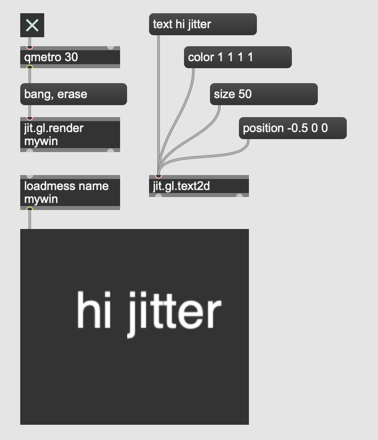 text hi jitter
qmetro 30
color 1 1 1 1
bang, erase
size 50
jit.gl.render
mywin
position -0.5 0 0
loadmess name
mywin
jit.gl.text2d
hi jitter